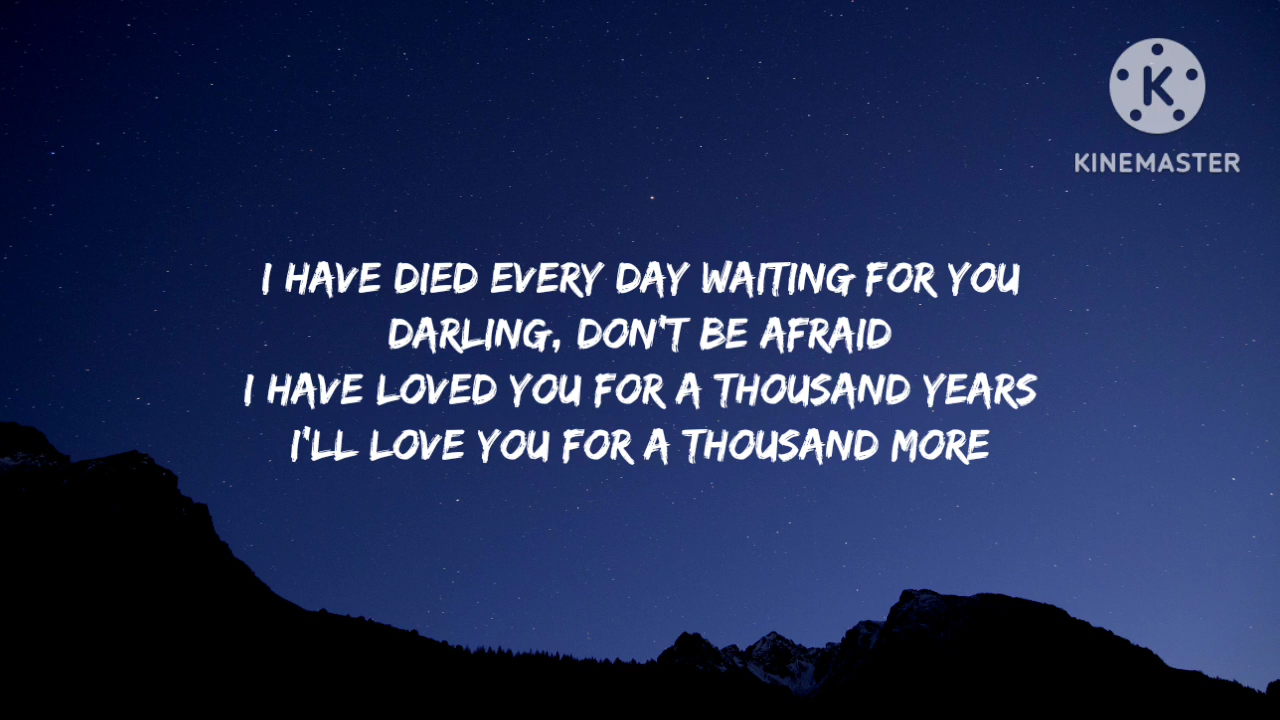 K
KINEMASTER
I HAVE DIED EVERY DAY WAITING FOR YOU
DARLING, DON'T BE AFRAID
I HAVE LOVED YOU FOR A THOUSAND YEARS
I'LL LOVE YOU FOR A THOUSAND MORE